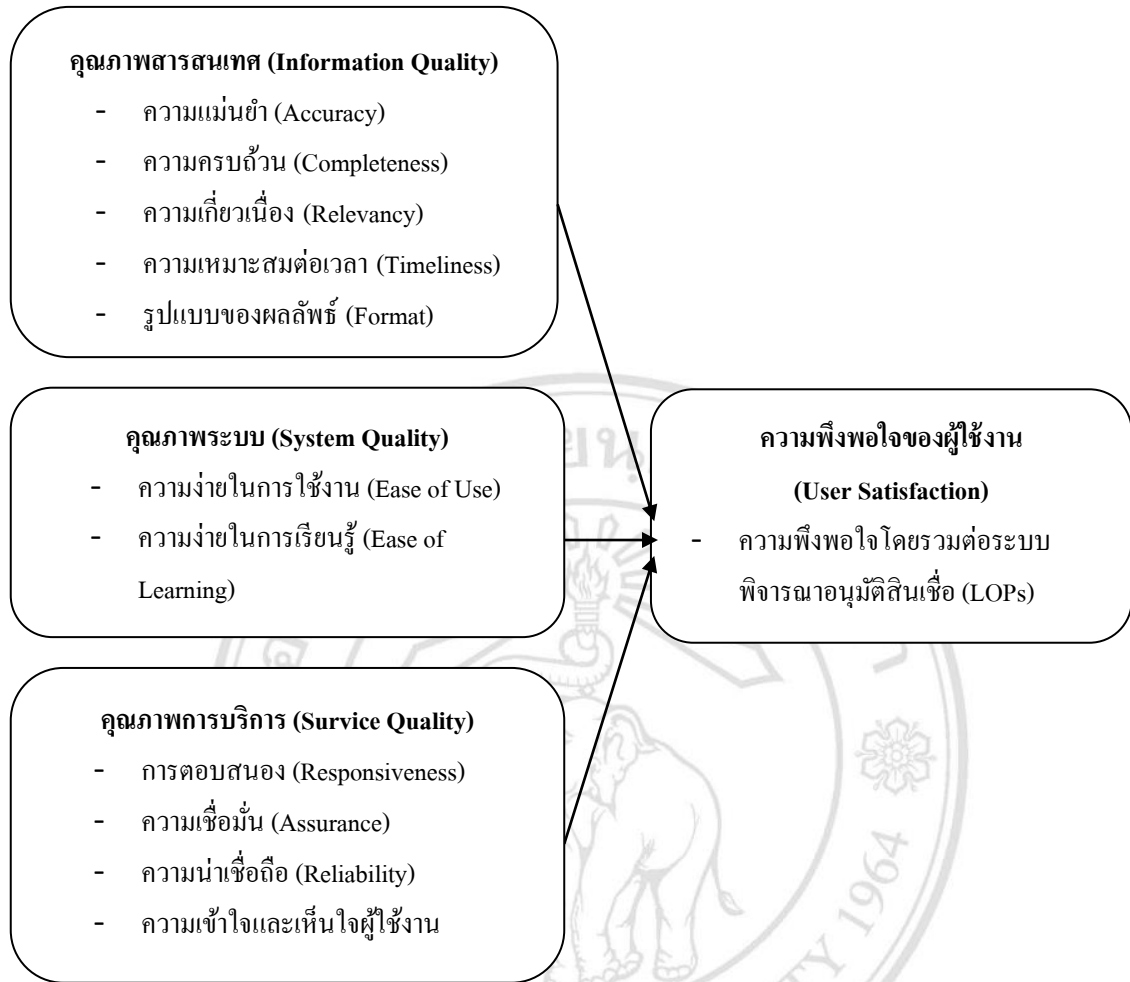 คุณภาพสารสนเทศ (Information Quality)
- ความแม่นยำ (Accuracy)
- ความครบถ้วน (Completeness)
- ความเกี่ยวเนื่อง (Relevancy)
- ความเหมาะสมต่อเวลา (Timeliness)
- รูปแบบของผลลัพธ์ (Format)
คุณภาพระบบ (System Quality)
- ความง่ายในการใช้งาน (Ease of Use)
- ความง่ายในการเรียนรู้ (Ease of
Learning)
คุณภาพการบริการ (Survice Quality)
- การตอบสนอง (Responsiveness)
- ความเชื่อมั่น (Assurance)
- ความน่าเชื่อถือ (Reliability)
- ความเข้าใจและเห็นใจผู้ใช้งาน
ความพึงพอใจของผู้ใช้งาน
(User Satisfaction)
- ความพึงพอใจโดยรวมต่อระบบ
พิจารณาอนุมัติสินเชื่อ (LOPs)
1964